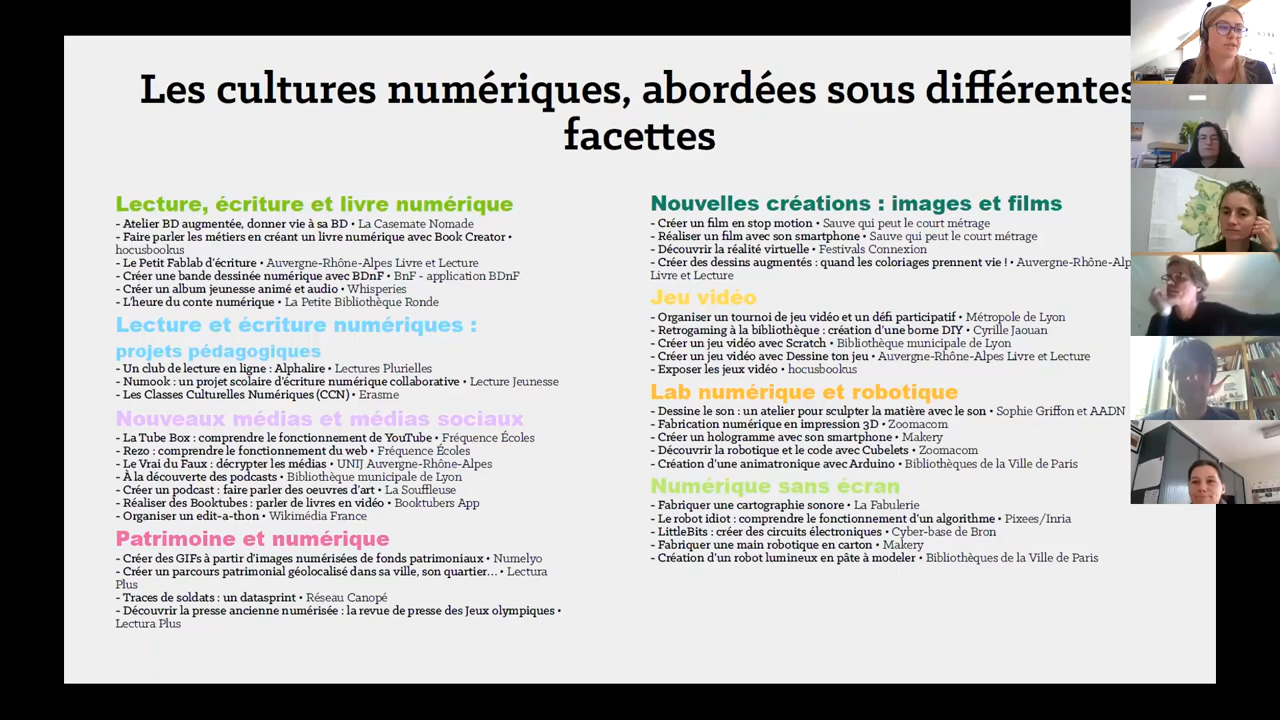 Les cultures numériques, abordées sous différentes
facettes
Lecture, écriture et livre numérique
- Atelier BD augmentée, donner vie à sa BD • La Casemate Nomade
- Faire parler les métiers en créant un livre numérique avec Book Creator •
hocusbookus
- Le Petit Fablab d'écriture • Auvergne-Rhône-Alpes Livre et Lecture
- Créer une bande dessinée numérique avec BDnF • BnF - application BDnF
- Créer un album jeunesse animé et audio • Whisperies
- L'heure du conte numérique • La Petite Bibliothèque Ronde
Lecture et écriture numériques :
projets pédagogiques
- Un club de lecture en ligne : Alphalire • Lectures Plurielles
- Numook : un projet scolaire d'écriture numérique collaborative • Lecture Jeunesse
- Les Classes Culturelles Numériques (CCN) • Erasme
Nouveaux médias et médias sociaux
- La Tube Box : comprendre le fonctionnement de YouTube • Fréquence Écoles
- Rezo : comprendre le fonctionnement du web • Fréquence Écoles
- Le Vrai du Faux : décrypter les médias • UNIJ Auvergne-Rhône-Alpes
- À la découverte des podcasts • Bibliothèque municipale de Lyon
- Créer un podcast : faire parler des oeuvres d'art • La Souffleuse
- Réaliser des Booktubes : parler de livres en vidéo • Booktubers App
- Organiser un edit-a-thon • Wikimédia France
Patrimoine et numérique
- Créer des GIFs à partir d'images numérisées de fonds patrimoniaux • Numelyo
- Créer un parcours patrimonial géolocalisé dans sa ville, son quartier... • Lectura
Plus
- Traces de soldats : un datasprint • Réseau Canopé
- Découvrir la presse ancienne numérisée : la revue de presse des Jeux olympiques •
Lectura Plus
Nouvelles créations : images et films
- Créer un film en stop motion • Sauve qui peut le court métrage
- Réaliser un film avec son smartphone • Sauve qui peut le court métrage
- Découvrir la réalité virtuelle • Festivals Connexion
- Créer des dessins augmentés : quand les coloriages prennent vie ! • Auvergne-Rhône-Alp
Livre et Lecture
Jeu vidéo
- Organiser un tournoi de jeu vidéo et un défi participatif • Métropole de Lyon
- Retrogaming à la bibliothèque : création d'une borne DIY • Cyrille Jaouan
- Créer un jeu vidéo avec Scratch • Bibliothèque municipale de Lyon
- Créer un jeu vidéo avec Dessine ton jeu • Auvergne-Rhône-Alpes Livre et Lecture
- Exposer les jeux vidéo • hocusbookus
Lab numérique et robotique
- Dessine le son : un atelier pour sculpter la matière avec le son • Sophie Griffon et AADN
- Fabrication numérique en impression 3D • Zoomacom
- Créer un hologramme avec son smartphone • Makery
- Découvrir la robotique et le code avec Cubelets • Zoomacom
- Création d'une animatronique avec Arduino • Bibliothèques de la Ville de Paris
Numérique sans écran
- Fabriquer une cartographie sonore • La Fabulerie
- Le robot idiot : comprendre le fonctionnement d'un algorithme • Pixees/Inria
- LittleBits : créer des circuits électroniques • Cyber-base de Bron
- Fabriquer une main robotique en carton • Makery
- Création d'un robot lumineux en pâte à modeler • Bibliothèques de la Ville de Paris